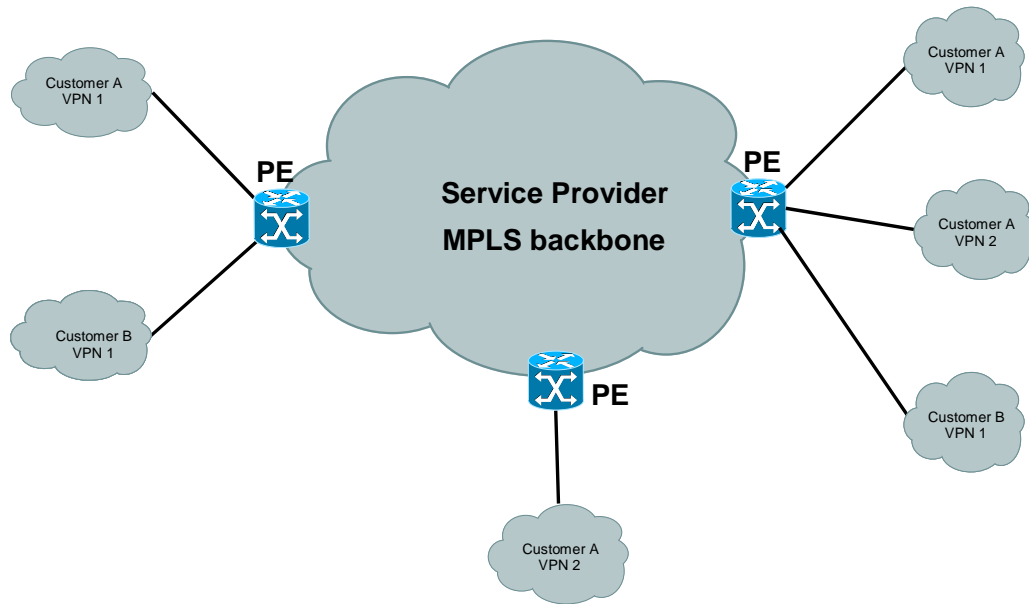 Customer A
VPN 1
Customer A
VPN 1
PE
PE
Service Provider
MPLS backbone
Customer A
VPN 2
Customer B
VPN 1
PE
Customer B
VPN 1
Customer A
VPN 2